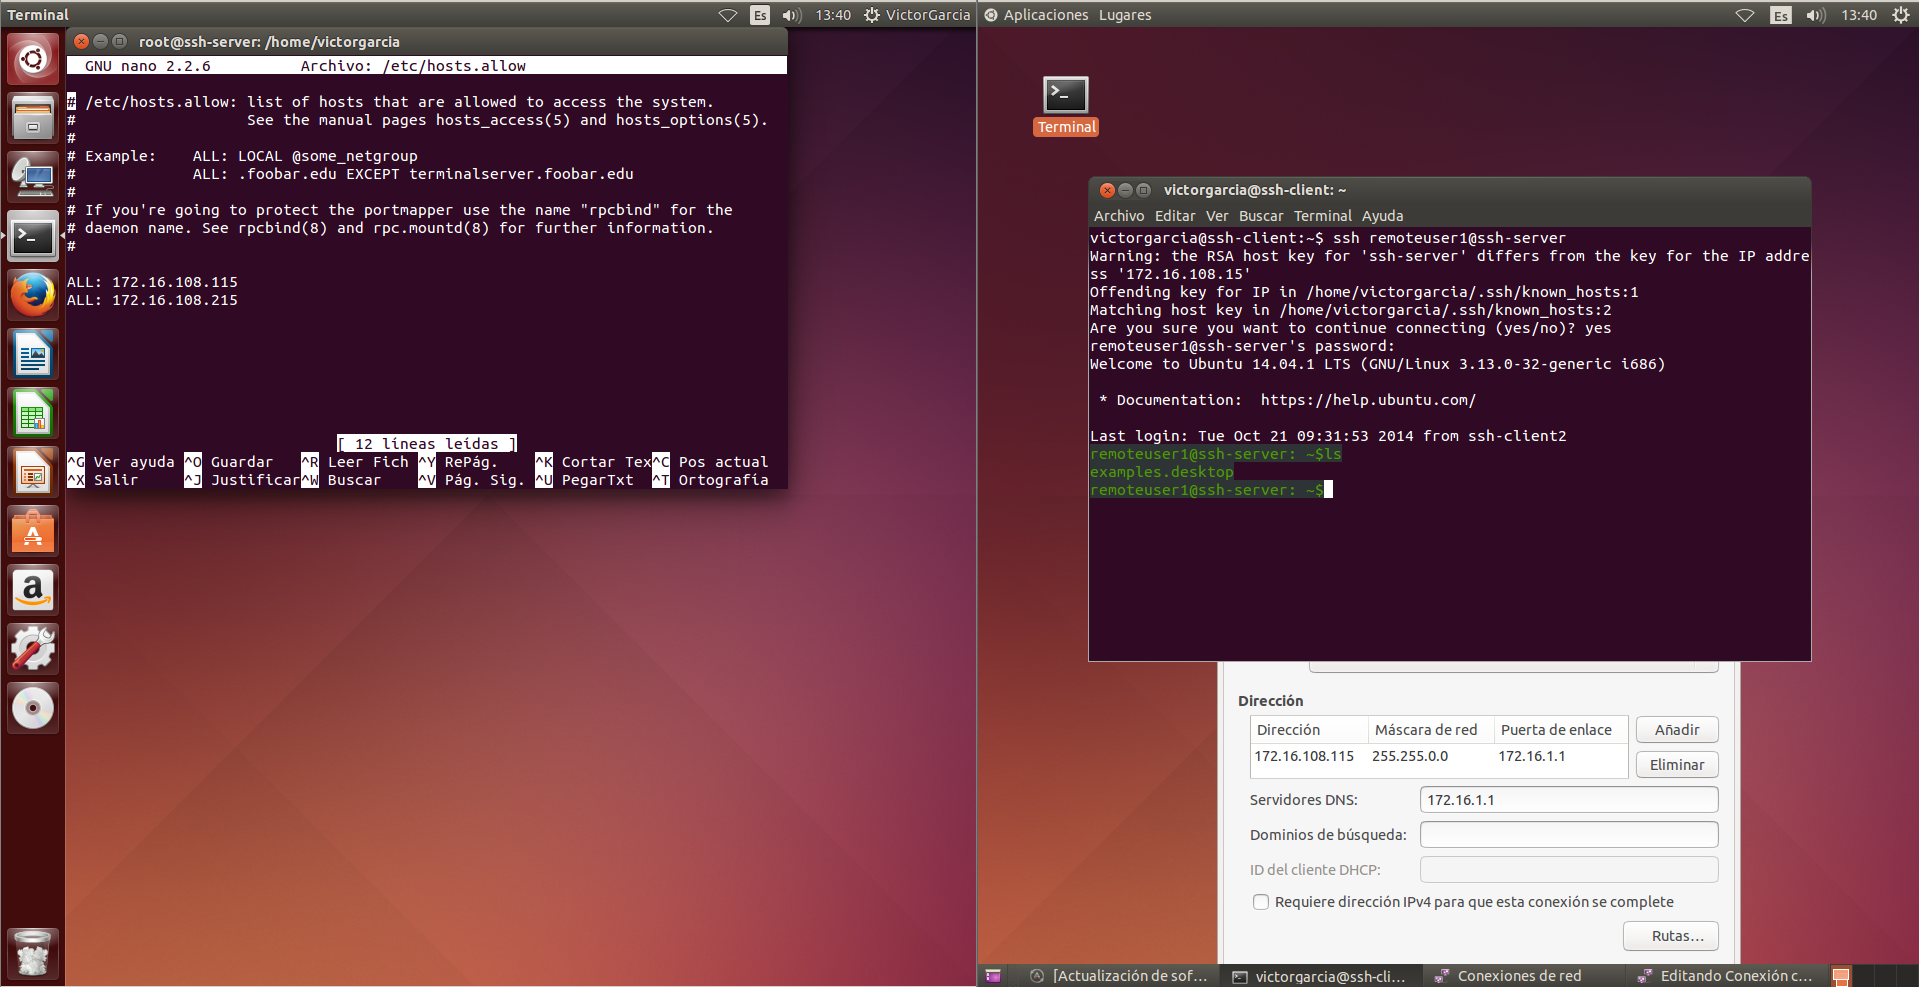 Terminal
Es
13:40
VictorGarcia
root@ssh-server: /home/victorgarcia
GNU nano 2.2.6 Archivo: /etc/hosts.allow
# /etc/hosts.allow: list of hosts that are allowed to access the system.
# See the manual pages hosts_access(5) and hosts_options(5).
#
# Example: ALL: LOCAL @some_netgroup
# ALL: .foobar.edu EXCEPT terminalserver.foobar.edu
#
# If you're going to protect the portmapper use the name "rpcbind" for the
# daemon name. See rpcbind(8) and rpc.mountd(8) for further information.
#
ALL: 172.16.108.115
ALL: 172.16.108.215
[ 12 líneas leídas ]
^G Ver ayuda ^O Guardar ^R Leer Fich ^Y RePág. ^K Cortar Tex^C Pos actual
^X Salir ^J Justificar^W Buscar ^V Pág. Sig. ^U PegarTxt ^T Ortografía
Aplicaciones Lugares
Es
13:40
Terminal
victorgarcia@ssh-client: ~
Archivo Editar Ver Buscar Terminal Ayuda
victorgarcia@ssh-client:~$ ssh remoteuser1@ssh-server
Warning: the RSA host key for 'ssh-server' differs from the key for the IP addre
ss '172.16.108.15'
Offending key for IP in /home/victorgarcia/.ssh/known_hosts:1
Matching host key in /home/victorgarcia/.ssh/known_hosts:2
Are you sure you want to continue connecting (yes/no)? yes
remoteuser1@ssh-server's password:
Welcome to Ubuntu 14.04.1 LTS (GNU/Linux 3.13.0-32-generic i686)
* Documentation: https://help.ubuntu.com/
Last login: Tue Oct 21 09:31:53 2014 from ssh-client2
remoteuser1@ssh-server: ~$ls
examples.desktop
remoteuser1@ssh-server: ~$
Dirección
Dirección Máscara de red Puerta de enlace
Añadir
172.16.108.115 255.255.0.0 172.16.1.1
Eliminar
Servidores DNS: 172.16.1.1
Dominios de búsqueda:
ID del cliente DHCP:
Requiere dirección IPv4 para que esta conexión se complete
Rutas...
[Actualización de sof... victorgarcia@ssh-cli... Conexiones de red Editando Conexión c...